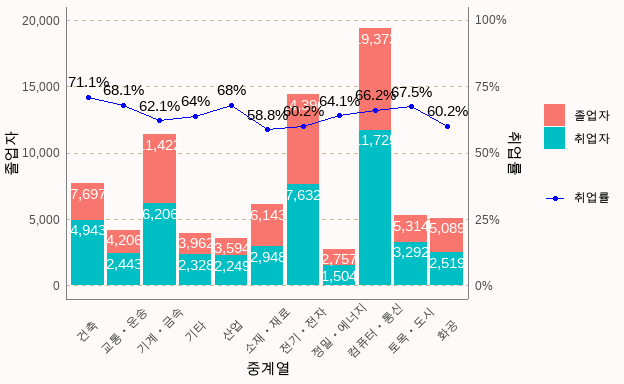 20,000
15,000
10,000
5,000
0
졸업자
100%
75%
50%
25%
0%
취업률
71.1%
68.1%
62.1%
64%
68%
58.8%
60.2%
64.1%
66.2%
67.5%
60.2%
7,697
4,206
11,422
3,962
3,594
6,143
2,757
19,373
5,314
5,089
4,943
2,443
6,206
2,328
2,249
2,948
7,632
1,504
11,725
3,292
2,519
건축
교통・운송
기계・금속
기타
산업
소재・재료
전기・전자
정밀・에너지
컴퓨터・통신
토목・도시
화공
중계열
졸업자
취업자
취업률